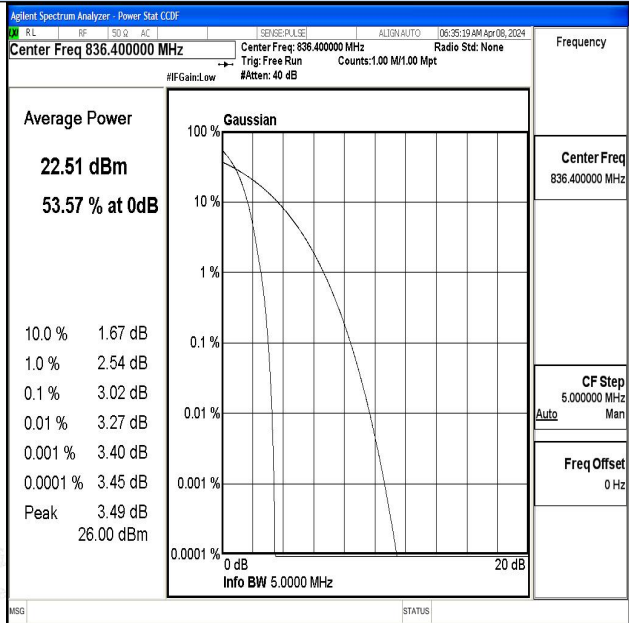 Agilent Spectrum Analyzer - Power Stat CCDF
LXI RL RF 50 Ω AC SENSE:PULSE ALIGN AUTO 06:35:19 AM Apr 08, 2024
Center Freq 836.400000 MHz
Center Freq: 836.400000 MHz Radio Std: None
Trig: Free Run Counts:1.00 M/1.00 Mpt
#IFGain:Low #Atten: 40 dB
Average Power
22.51 dBm
53.57 % at 0dB
10.0 % 1.67 dB
1.0 % 2.54 dB
0.1 % 3.02 dB
0.01 % 3.27 dB
0.001 % 3.40 dB
0.0001 % 3.45 dB
Peak 3.49 dB
26.00 dBm
Gaussian
100 %
10 %
1 %
0.1 %
0.01 %
0.001 %
0.0001 %
0 dB 20 dB
Info BW 5.0000 MHz
Frequency
Center Freq
836.400000 MHz
CF Step
5.000000 MHz
Auto Man
Freq Offset
0 Hz
MSG STATUS